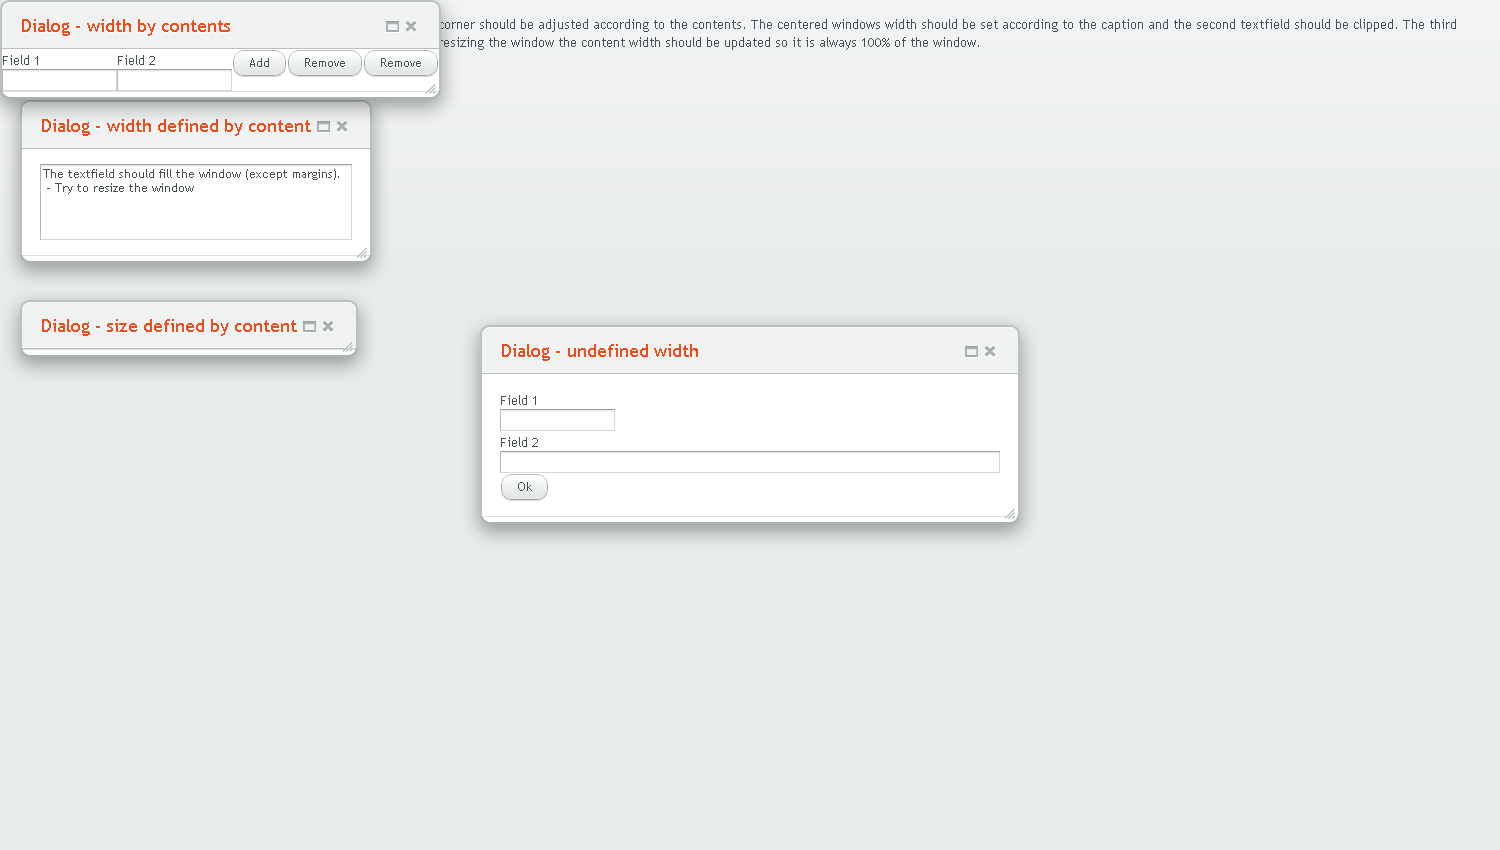 Dialog - width by contents
corner should be adjusted according to the contents. The centered windows width should be set according to the caption and the second textfield should be clipped. The third
resizing the window the content width should be updated so it is always 100% of the window.
Field 1 Field 2 Add Remove Remove
Dialog - width defined by content
The textfield should fill the window (except margins).
- Try to resize the window
Dialog - size defined by content
Dialog - undefined width
Field 1
Field 2
Ok